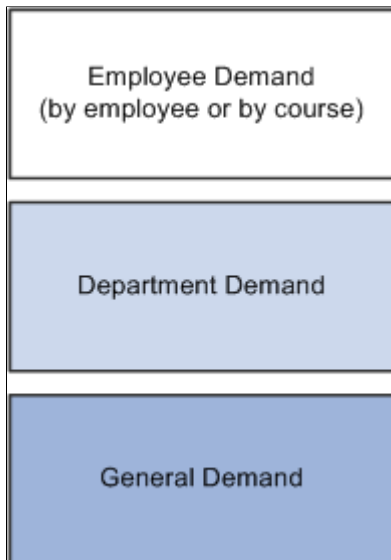 Employee Demand
(by employee or by course)
Department Demand
General Demand